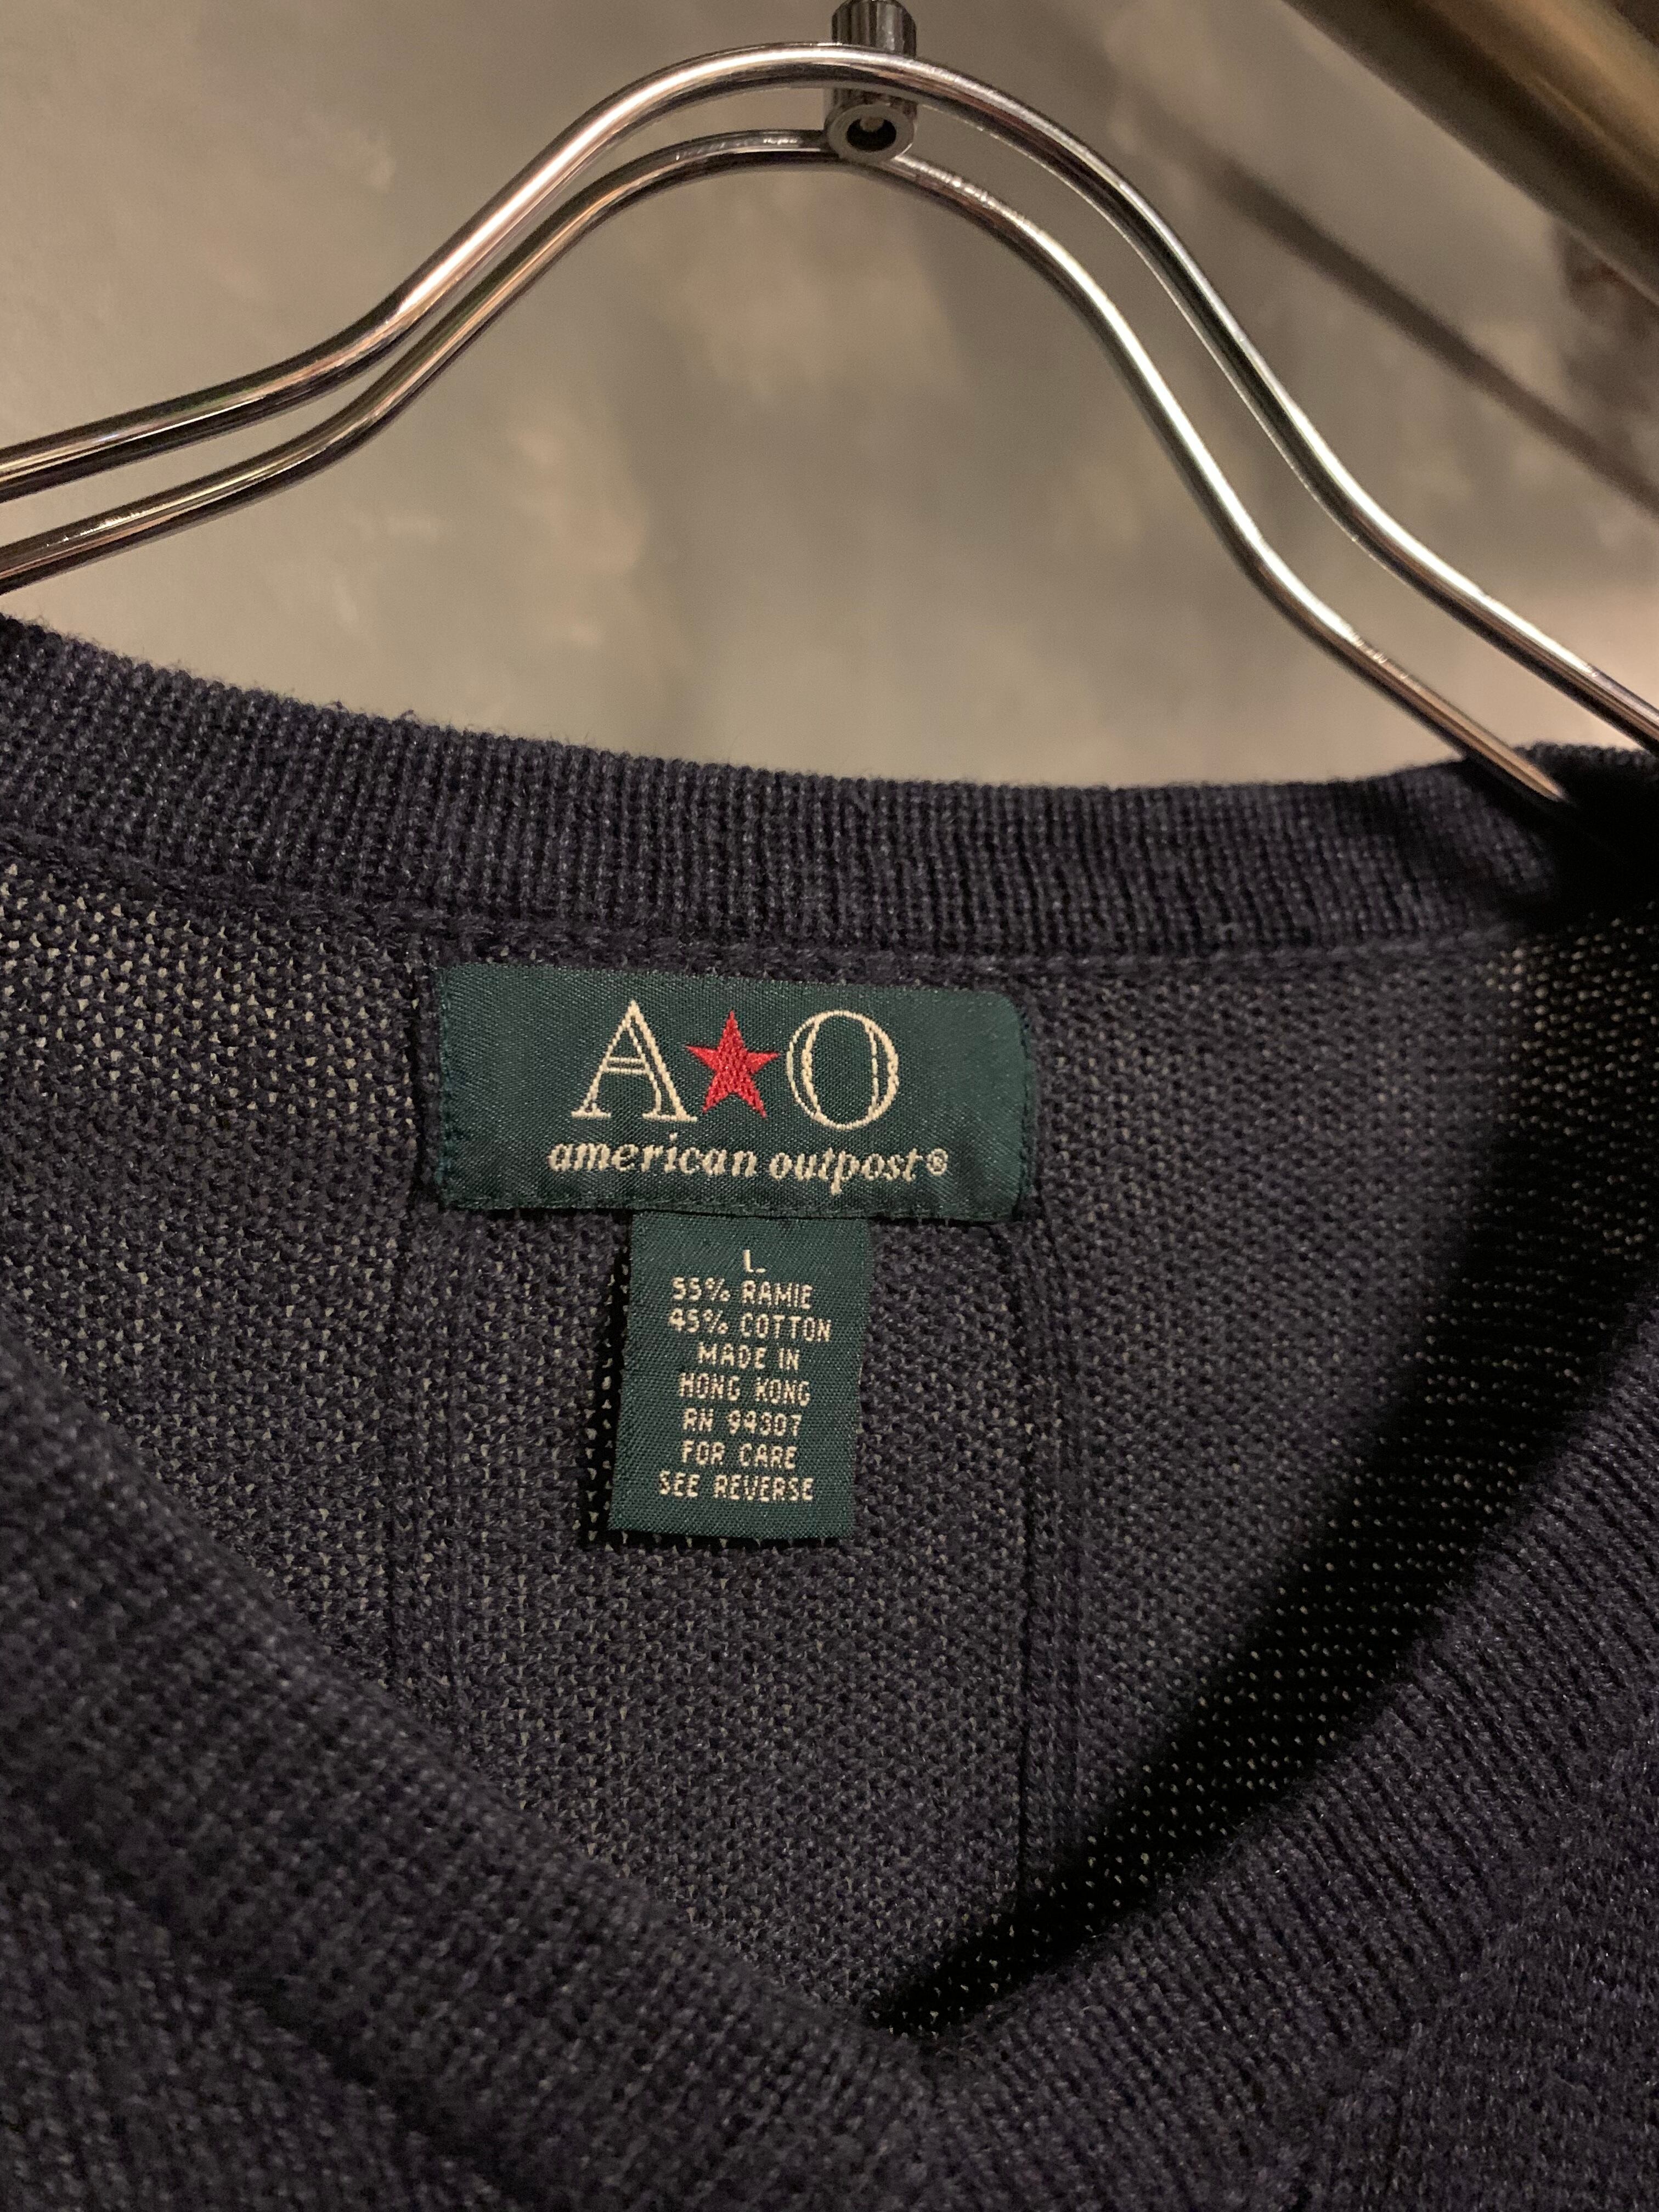 A★O
american outpost®
L
55% RAMIE
45% COTTON
MADE IN
HONG KONG
RN 94307
FOR CARE
SEE REVERSE